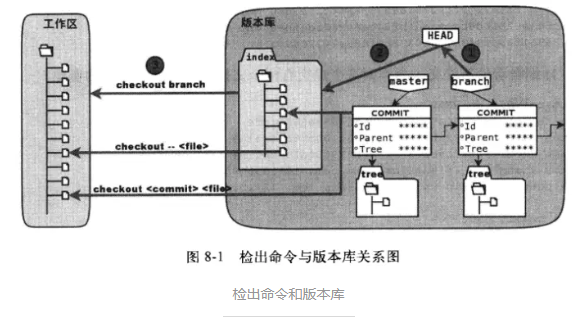 工作区
版本库
HEAD
index
②
①
③
master
branch
checkout branch
COMMIT
COMMIT
Id *****
Parent *****
Tree *****
Id *****
Parent *****
Tree *****
checkout -- <file>
tree
tree
checkout <commit> <file>
图 8-1 检出命令与版本库关系图
检出命令和版本库